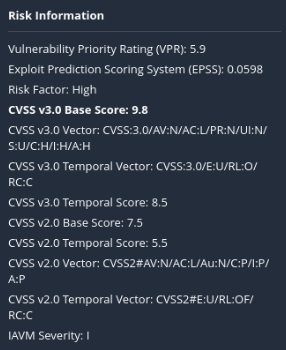 Risk Information
Vulnerability Priority Rating (VPR): 5.9
Exploit Prediction Scoring System (EPSS): 0.0598
Risk Factor: High
CVSS v3.0 Base Score: 9.8
CVSS v3.0 Vector: CVSS:3.0/AV:N/AC:L/PR:N/UI:N/
S:U/C:H/I:H/A:H
CVSS v3.0 Temporal Vector: CVSS:3.0/E:U/RL:O/
RC:C
CVSS v3.0 Temporal Score: 8.5
CVSS v2.0 Base Score: 7.5
CVSS v2.0 Temporal Score: 5.5
CVSS v2.0 Vector: CVSS2#AV:N/AC:L/Au:N/C:P/I:P/
A:P
CVSS v2.0 Temporal Vector: CVSS2#E:U/RL:OF/
RC:C
IAVM Severity: I